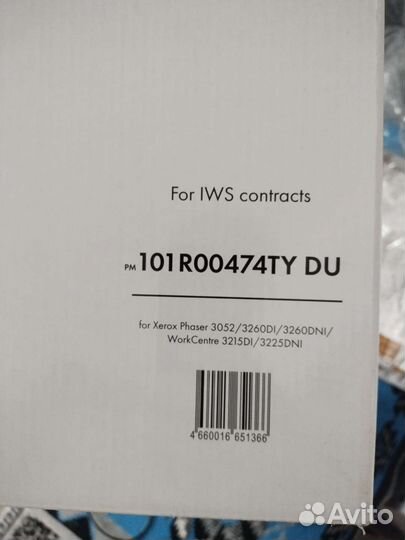 For IWS contracts
PM 101R00474TY DU
for Xerox Phaser 3052/3260DI/3260DNI/
WorkCentre 3215DI/3225DNI
4 660016 651366
Avito